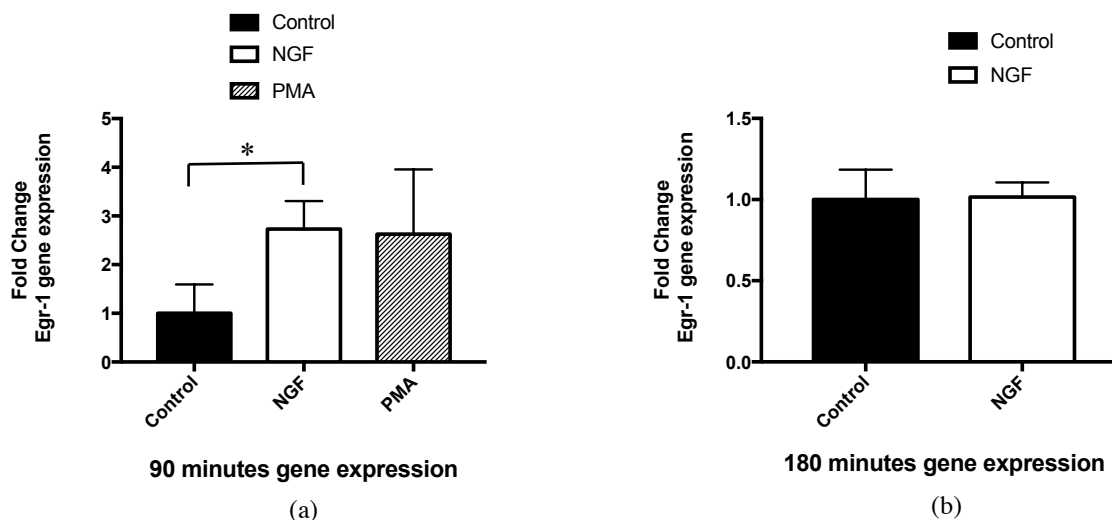 Control
NGF
PMA
Fold Change
Egr-1 gene expression
5
4
3
2
1
0
*
Control
NGF
PMA
90 minutes gene expression
(a)
Control
NGF
Fold Change
Egr-1 gene expression
1.5
1.0
0.5
0.0
Control
NGF
180 minutes gene expression
(b)